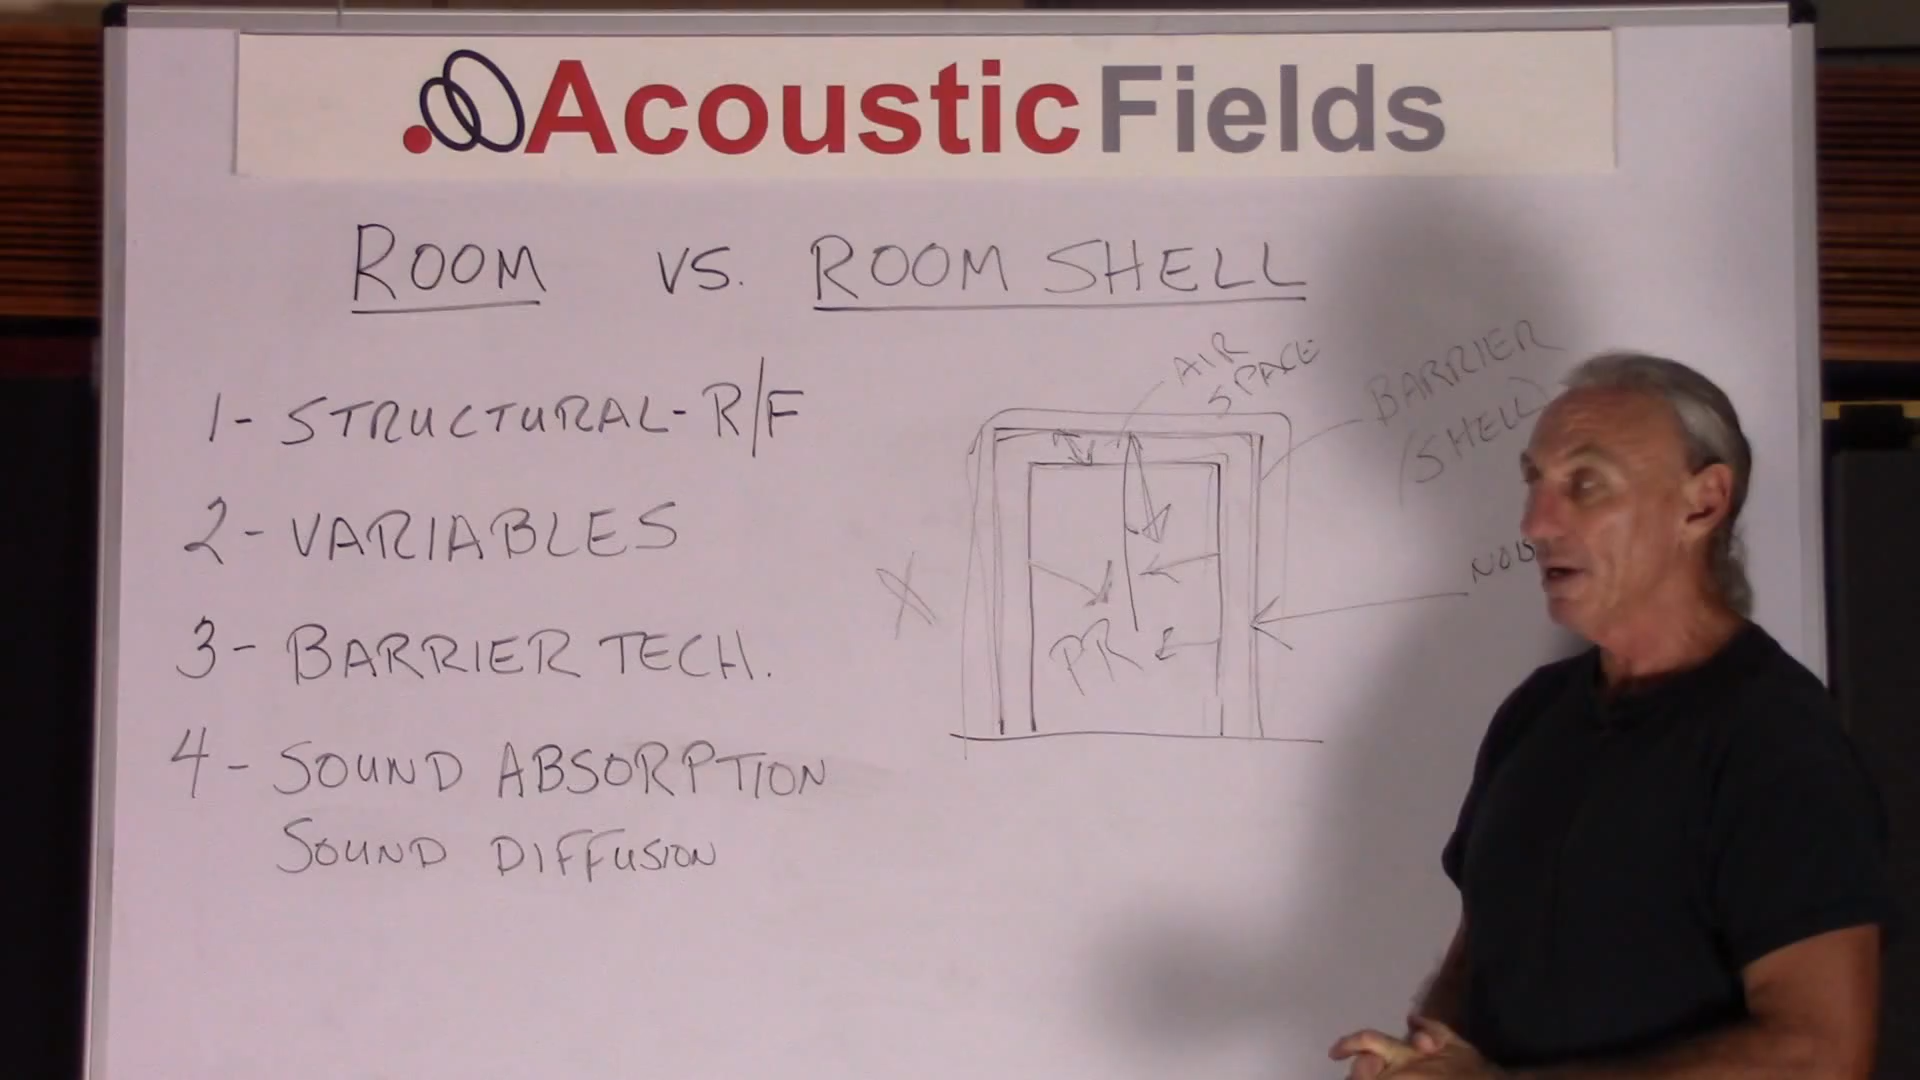 AcousticFields
ROOM VS. ROOM SHELL
1- STRUCTURAL- R/F
2- VARIABLES
3- BARRIER TECH.
4- SOUND ABSORPTION
SOUND DIFFUSION
AIR
SPACE
BARRIER
(SHELL)
X
PR